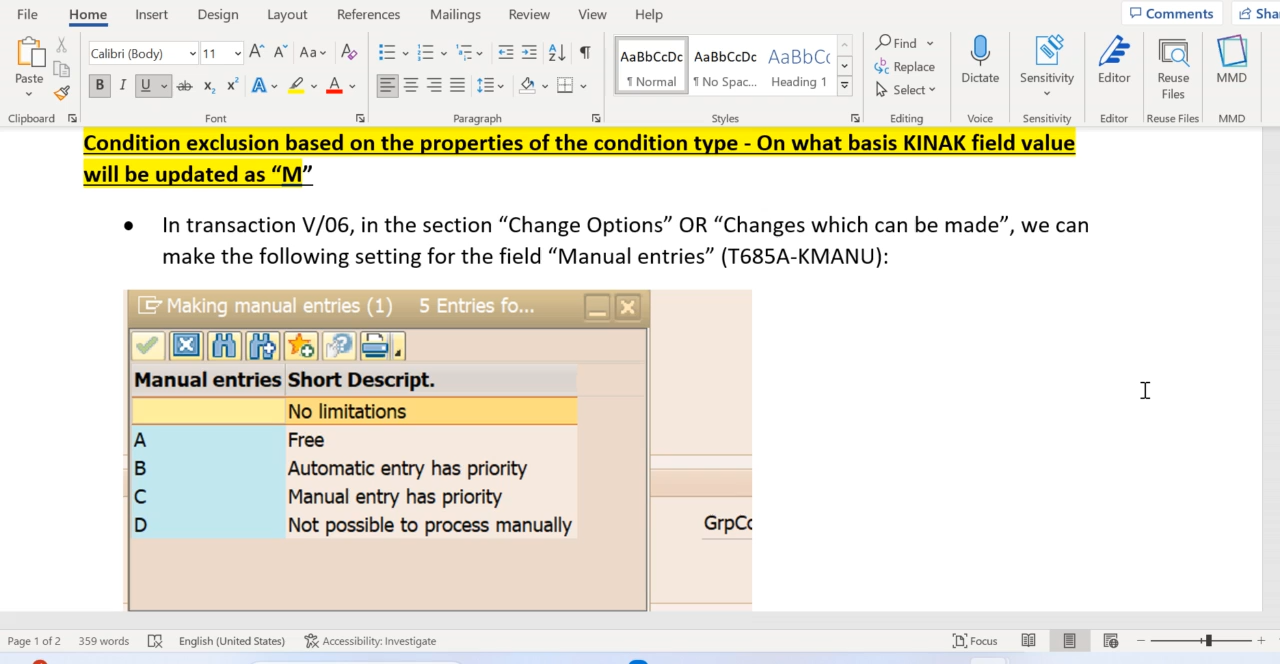 File Home Insert Design Layout References Mailings Review View Help Comments
Paste
Calibri (Body) 11 Aa
B I U ab x₂ x² A A
AaBbCcDc AaBbCcDc AaBbCc
¶ Normal ¶ No Spac... Heading 1
Find
Replace
Select
Dictate
Sensitivity
Editor
Reuse
Files
MMD
Clipboard Font Paragraph Styles Editing Voice Sensitivity Editor Reuse Files MMD
Condition exclusion based on the properties of the condition type - On what basis KINAK field value
will be updated as “M”
• In transaction V/06, in the section “Change Options” OR “Changes which can be made”, we can
make the following setting for the field “Manual entries” (T685A-KMANU):
Making manual entries (1) 5 Entries fo...
Manual entries Short Descript.
No limitations
A Free
B Automatic entry has priority
C Manual entry has priority
D Not possible to process manually
Page 1 of 2 359 words English (United States) Accessibility: Investigate Focus